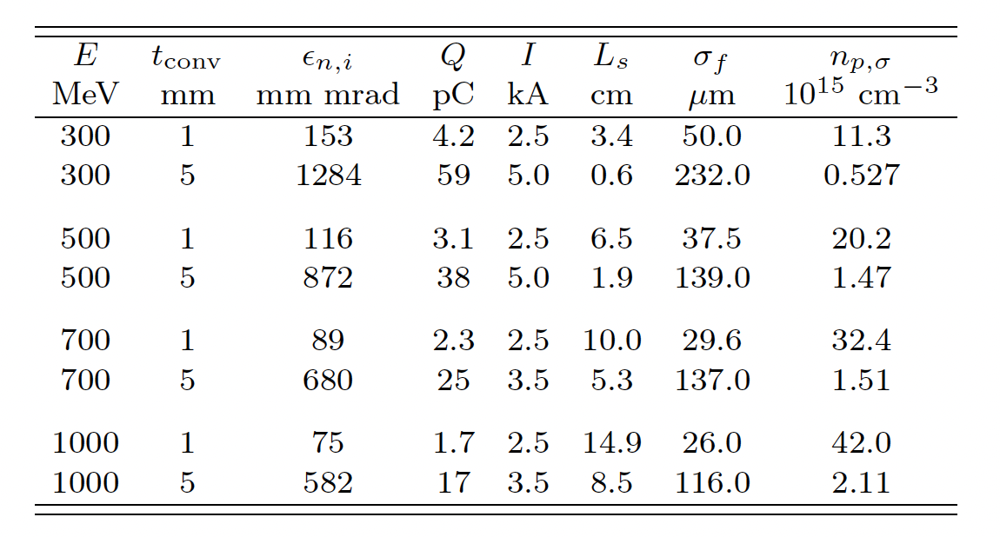 E t_conv ϵ_n,i Q I L_s σ_f n_p,σ
MeV mm mm mrad pC kA cm μm 10^15 cm^−3
300 1 153 4.2 2.5 3.4 50.0 11.3
300 5 1284 59 5.0 0.6 232.0 0.527
500 1 116 3.1 2.5 6.5 37.5 20.2
500 5 872 38 5.0 1.9 139.0 1.47
700 1 89 2.3 2.5 10.0 29.6 32.4
700 5 680 25 3.5 5.3 137.0 1.51
1000 1 75 1.7 2.5 14.9 26.0 42.0
1000 5 582 17 3.5 8.5 116.0 2.11